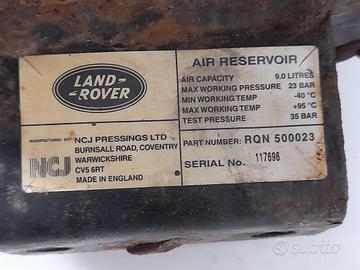 LAND-
-ROVER
AIR RESERVOIR
AIR CAPACITY 9.0 LITRES
MAX WORKING PRESSURE 23 BAR
MIN WORKING TEMP -40°C
MAX WORKING TEMP +95°C
TEST PRESSURE 35 BAR
MANUFACTURED BY:- NCJ PRESSINGS LTD
BURNSALL ROAD, COVENTRY
WARWICKSHIRE
CV5 6RT
MADE IN ENGLAND
NCJ
PART NUMBER: RQN 500023
SERIAL No. 117696
subito